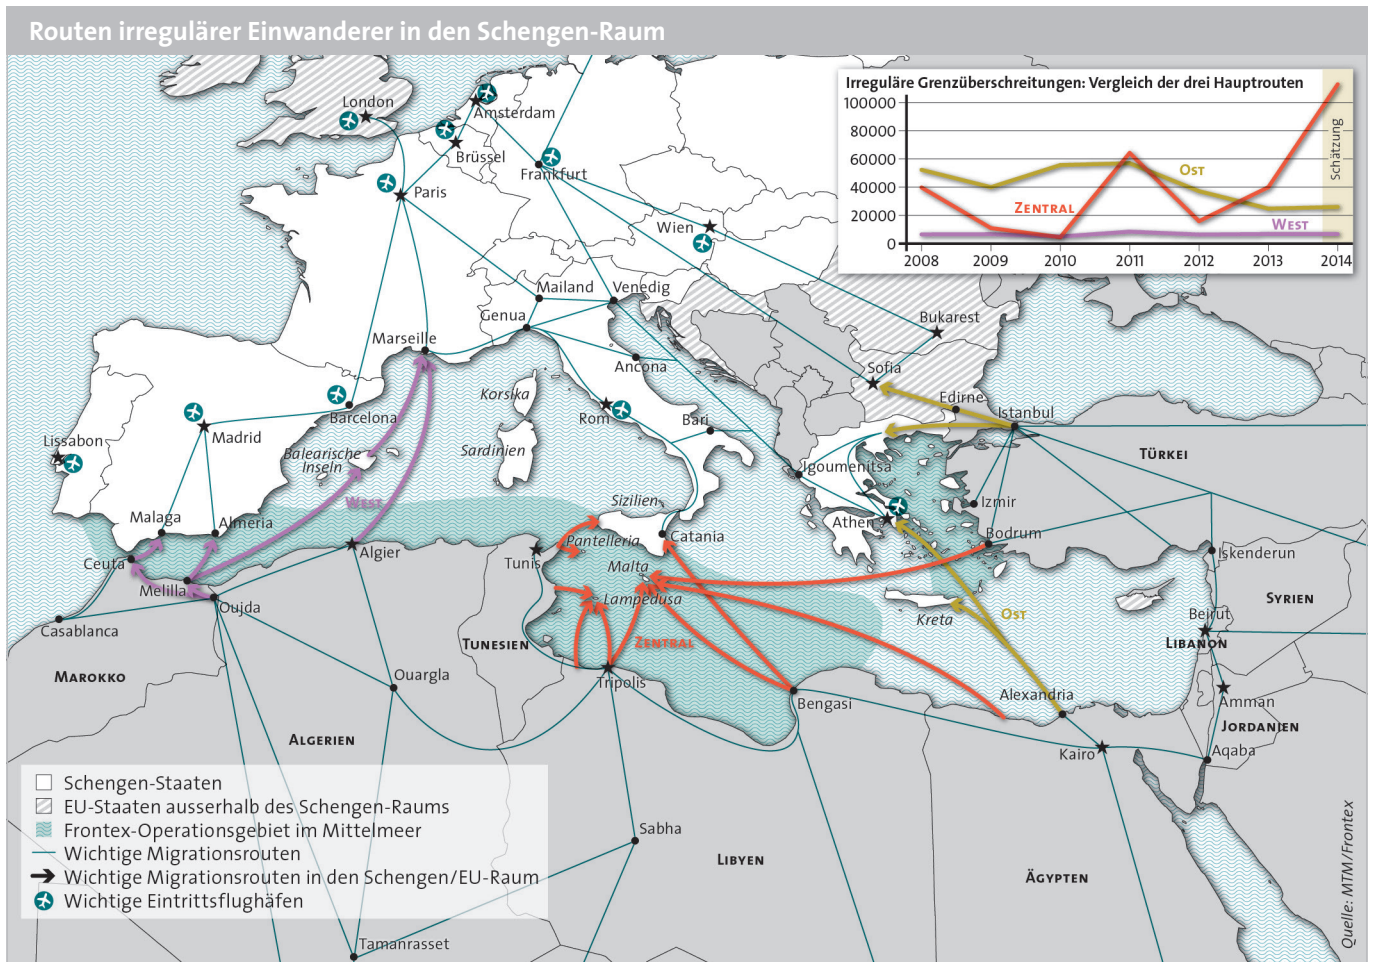 Routen irregulärer Einwanderer in den Schengen-Raum
Irreguläre Grenzüberschreitungen: Vergleich der drei Hauptrouten
100000
80000
60000
40000
20000
0
Ost
Zentral
West
Schätzung
2008 2009 2010 2011 2012 2013 2014
London
Amsterdam
Brüssel
Frankfurt
Paris
Wien
Mailand
Venedig
Genua
Bukarest
Marseille
Ancona
Sofia
Korsika
Edirne
Istanbul
Barcelona
Rom
Bari
Madrid
Lissabon
Balearische
Inseln
Sardinien
Igoumenitsa
TÜRKEI
West
Sizilien
Izmir
Malaga
Almeria
Athen
Catania
Bodrum
Pantelleria
Algier
Tunis
Iskenderun
Ceuta
Malta
Melilla
Lampedusa
SYRIEN
Oujda
Kreta
Ost
Beirut
Casablanca
TUNESIEN
Zentral
LIBANON
MAROKKO
Ouargla
Tripolis
Alexandria
Amman
Bengasi
JORDANIEN
ALGERIEN
Kairo
Aqaba
Schengen-Staaten
EU-Staaten ausserhalb des Schengen-Raums
Frontex-Operationsgebiet im Mittelmeer
Wichtige Migrationsrouten
Wichtige Migrationsrouten in den Schengen/EU-Raum
Wichtige Eintrittsflughäfen
Sabha
LIBYEN
ÄGYPTEN
Tamanrasset
Quelle: MTM/Frontex